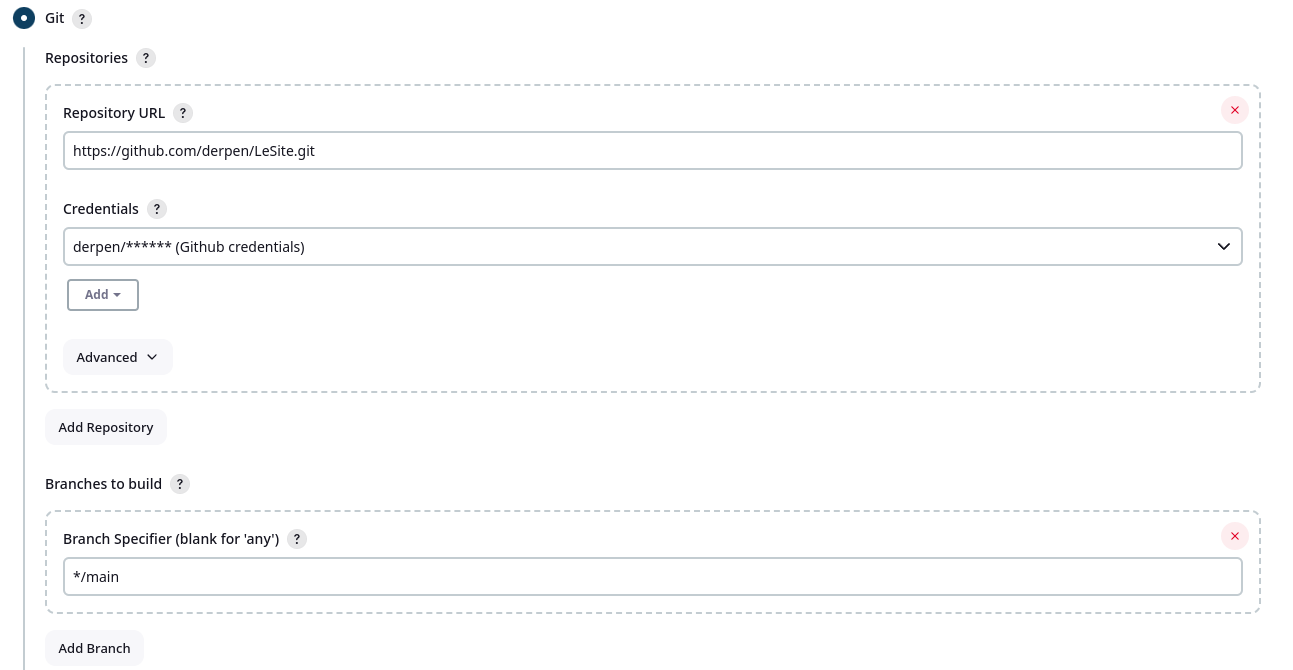 Git ?
Repositories ?
Repository URL ?
https://github.com/derpen/LeSite.git
Credentials ?
derpen/****** (Github credentials)
Add
Advanced
Add Repository
Branches to build ?
Branch Specifier (blank for 'any') ?
*/main
Add Branch